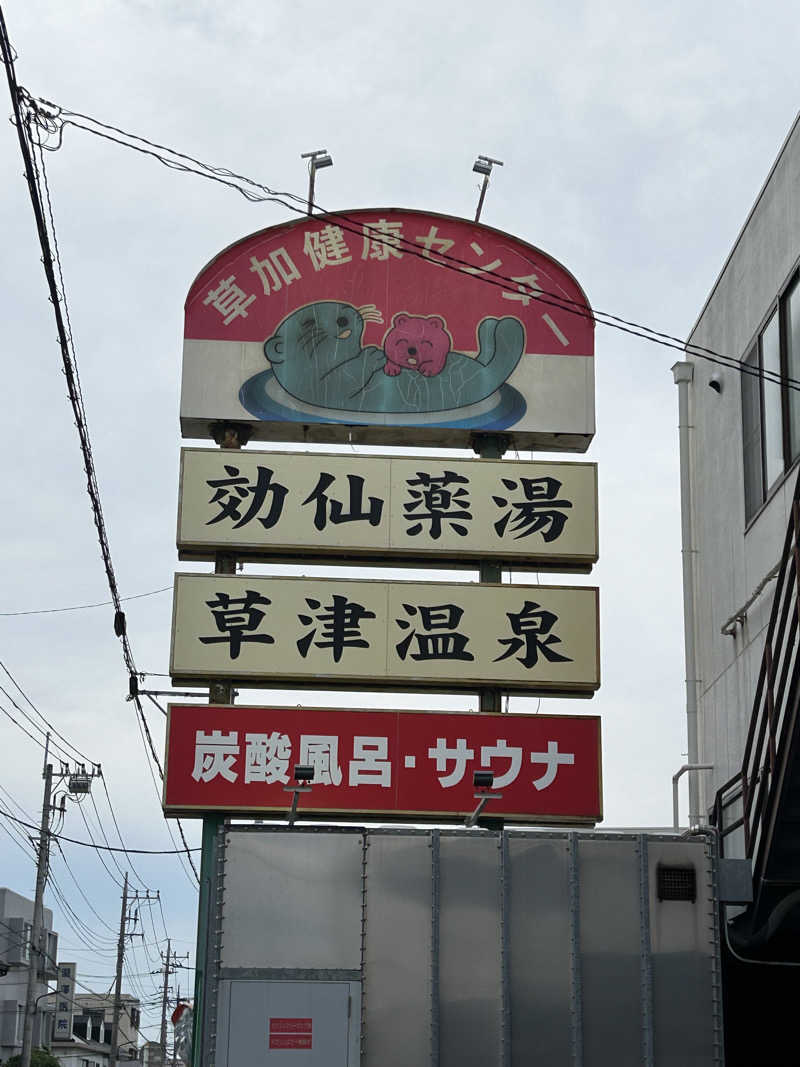 草加健康センター
効仙薬湯
草津温泉
炭酸風呂・サウナ